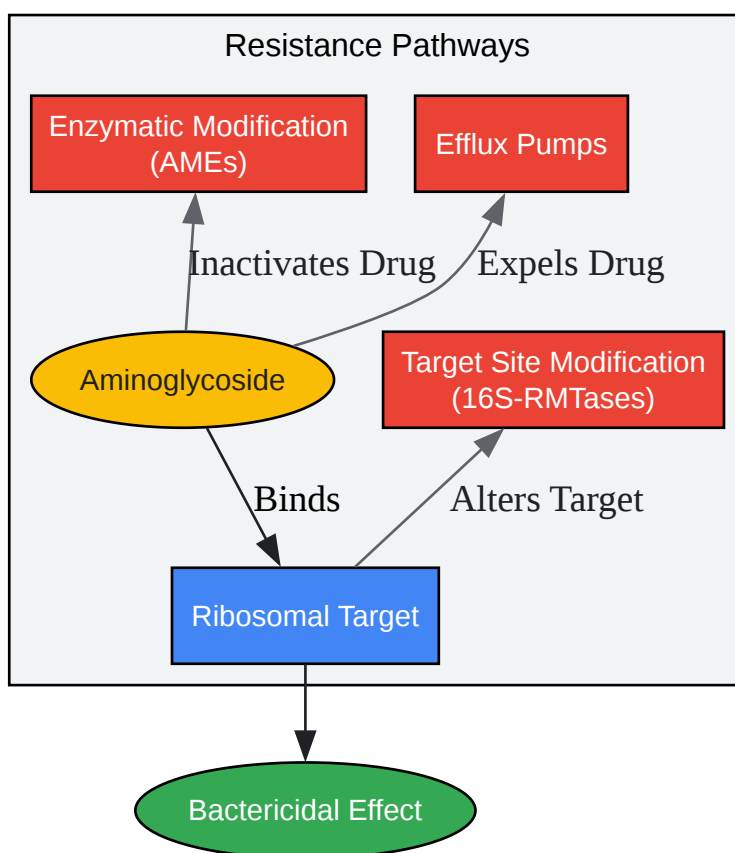 Resistance Pathways
Enzymatic Modification
(AMEs)
Efflux Pumps
Inactivates Drug
Expels Drug
Aminoglycoside
Target Site Modification
(16S-RMTases)
Binds
Alters Target
Ribosomal Target
Bactericidal Effect